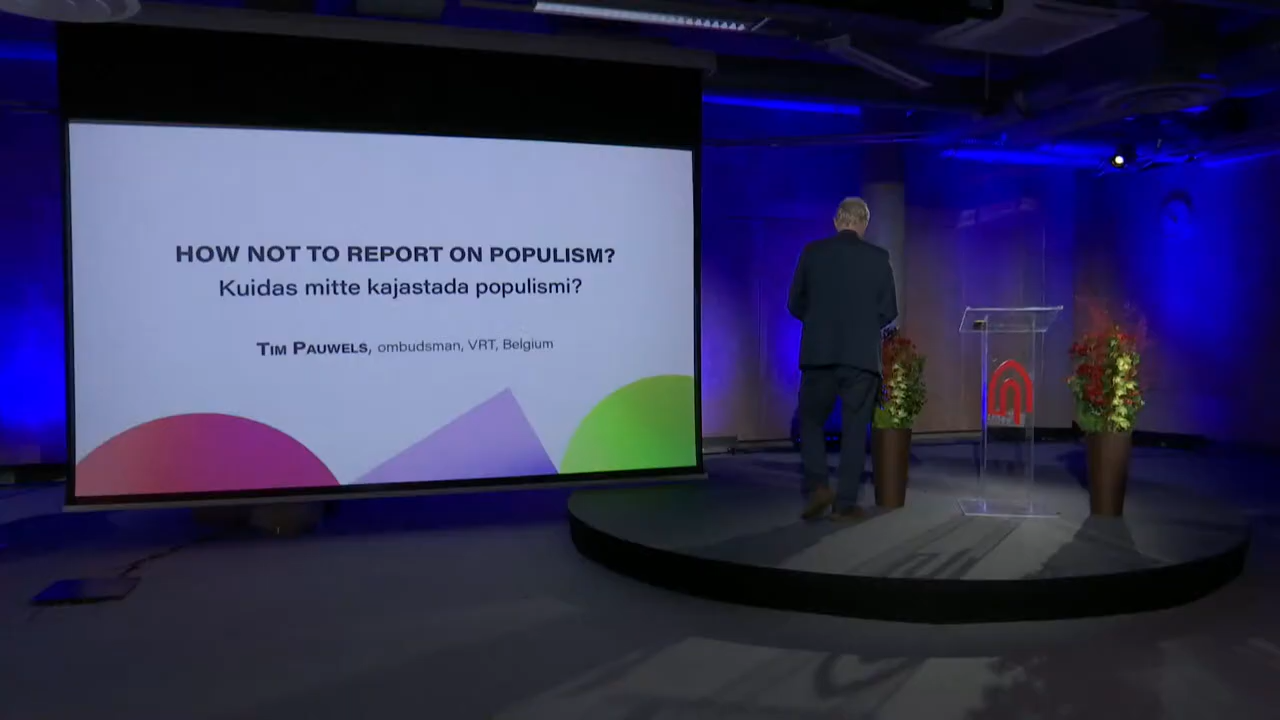 HOW NOT TO REPORT ON POPULISM?
Kuidas mitte kajastada populismi?
TIM PAUWELS, ombudsman, VRT, Belgium